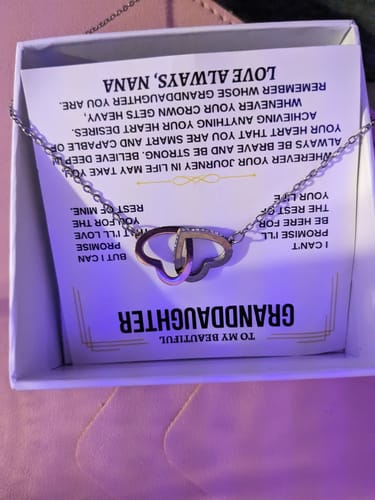 TO MY BEAUTIFUL
GRANDDAUGHTER
I CAN'T
PROMISE I'LL
BE HERE FOR
THE REST OF
YOUR LIFE
BUT I CAN
PROMISE
THAT I'LL LOVE
YOU FOR THE
REST OF MINE.
WHEREVER YOUR JOURNEY IN LIFE MAY TAKE YOU,
ALWAYS BE BRAVE AND BE STRONG. BELIEVE DEEP IN
YOUR HEART THAT YOU ARE SMART AND CAPABLE OF
ACHIEVING ANYTHING YOUR HEART DESIRES.
WHENEVER YOUR CROWN GETS HEAVY,
REMEMBER WHOSE GRANDDAUGHTER YOU ARE.
LOVE ALWAYS, NANA